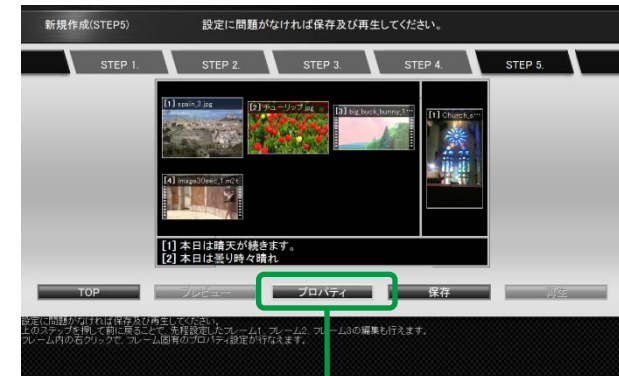 新規作成(STEP5)
設定に問題がなければ保存及び再生してください。
STEP 1.
STEP 2.
STEP 3.
STEP 4.
STEP 5.
[1] spain_3.jpg
[2] チューリップ.jpg
[3] big_buck_bunny_1…
[1] Church_s…
[4] image30sec_1.m2t
[1] 本日は晴天が続きます。
[2] 本日は曇り時々晴れ
TOP
プレビュー
プロパティ
保存
再生
設定に問題がなければ保存及び再生してください。
上のステップを押して前に戻ることで、先程設定したフレーム1、フレーム2、フレーム3の編集も行えます。
フレーム内の右クリックで、フレーム固有のプロパティ設定が行なえます。